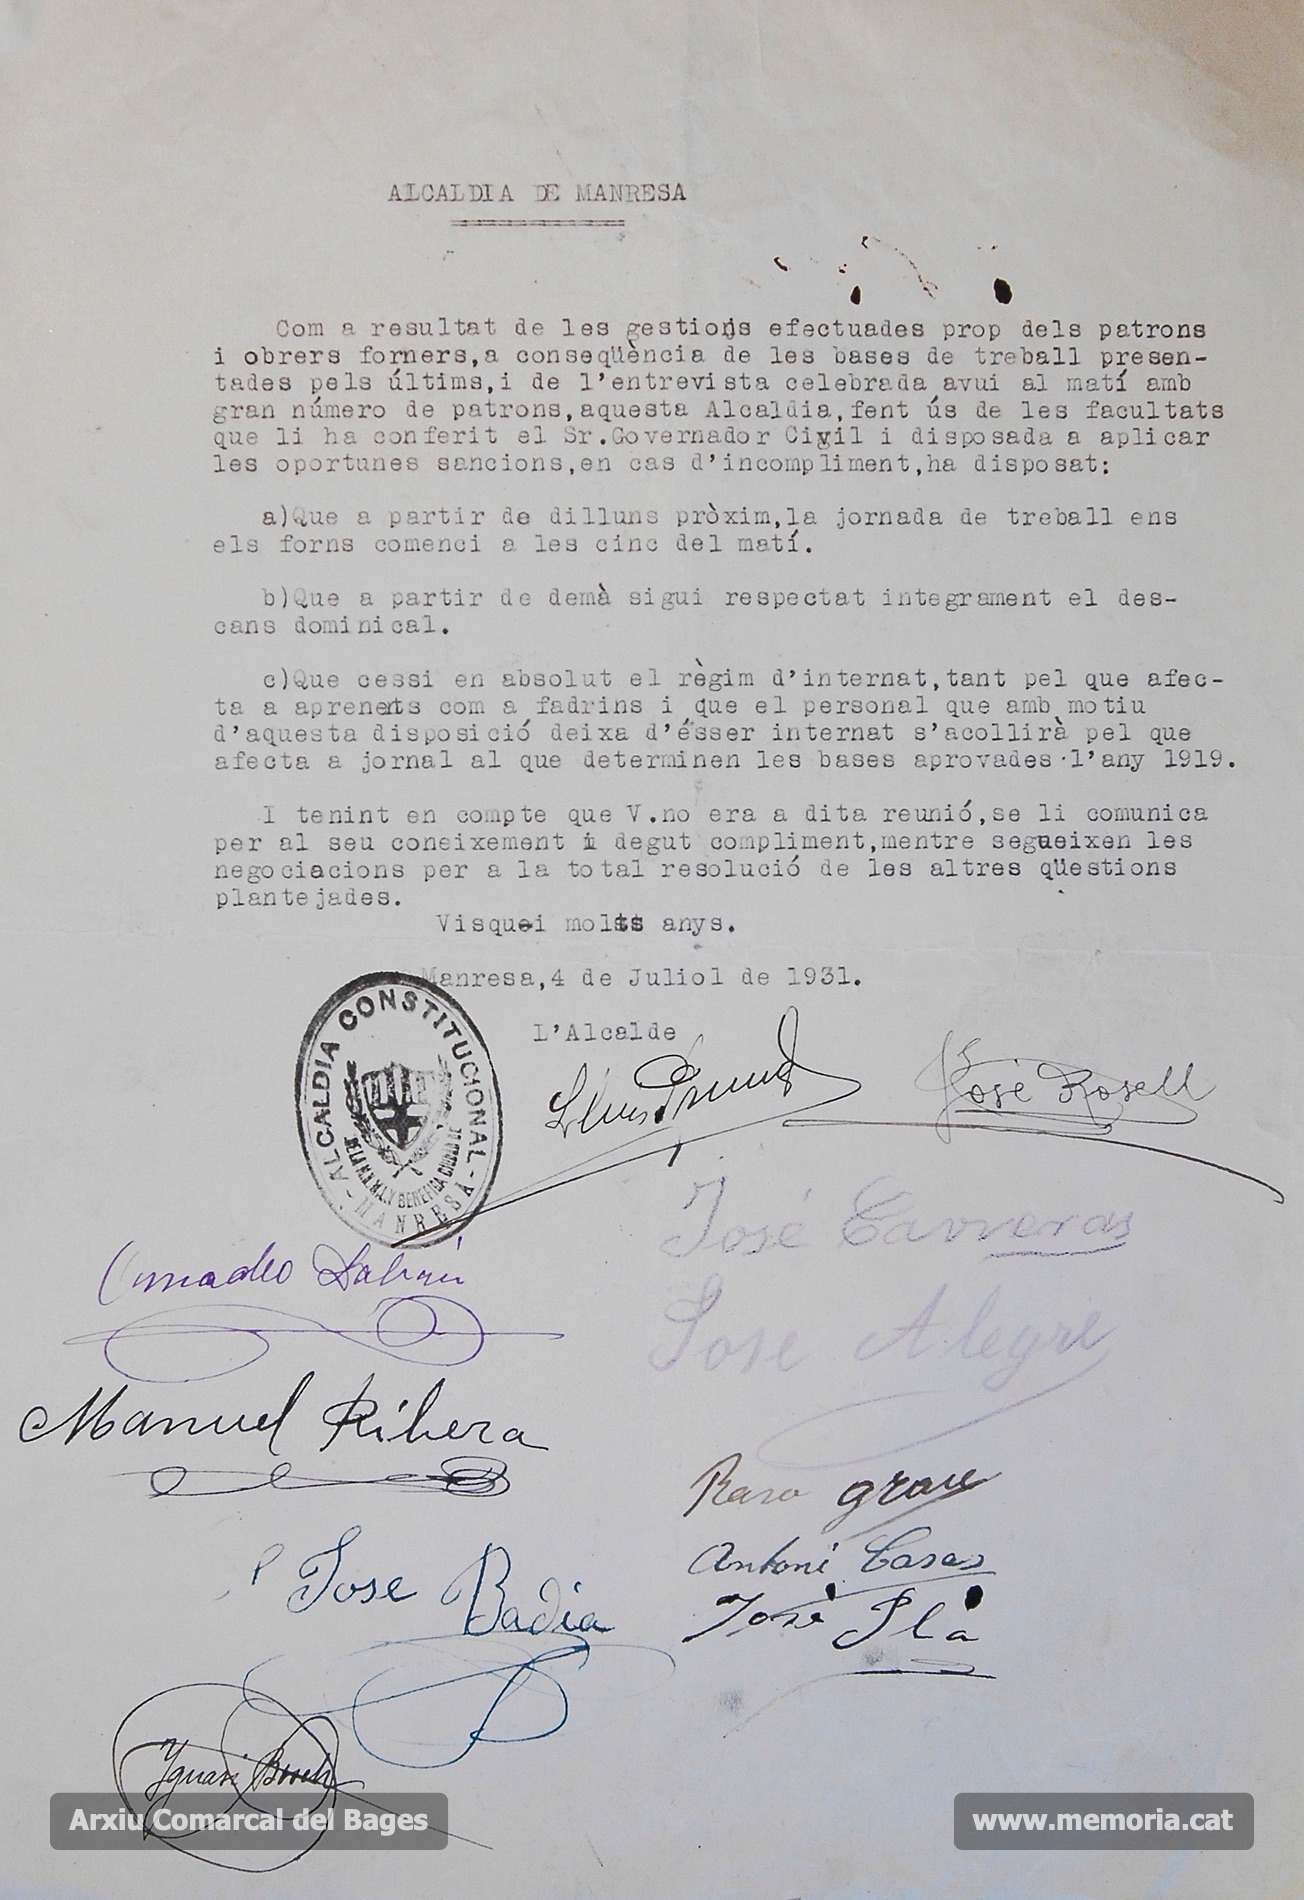 ALCALDIA DE MANRESA
Com a resultat de les gestions efectuades prop dels patrons
i obrers forners,a conseqüència de les bases de treball presen-
tades pels últims,i de l'entrevista celebrada avui al matí amb
gran número de patrons,aquesta Alcaldia,fent ús de les facultats
que li ha conferit el Sr.Governador Civil i disposada a aplicar
les oportunes sancions,en cas d'incompliment,ha disposat:
a)Que a partir de dilluns pròxim,la jornada de treball ens
els forns comenci a les cinc del matí.
b)Que a partir de demà sigui respectat integrament el des-
cans dominical.
c)Que cessi en absolut el règim d'internat,tant pel que afec-
ta a aprenents com a fadrins i que el personal que amb motiu
d'aquesta disposició deixa d'ésser internat s'acollirà pel que
afecta a jornal al que determinen les bases aprovades l'any 1919.
I tenint en compte que V.no era a dita reunió,se li comunica
per al seu coneixement i degut compliment,mentre segueixen les
negociacions per a la total resolució de les altres qüestions
plantejades.
Visquei molts anys.
Manresa,4 de Juliol de 1931.
L'Alcalde
ALCALDIA CONSTITUCIONAL
DE LA M.N.M.L.Y BENEFICA CIUDAD DE
- MANRESA -
Lluis Prunés
José Rosell
José Carreras
Amadeo
José Alegre
Manuel Ribera
Antoni Casas
Jose Badia
José Pla
Ygnasi Bosch
Arxiu Comarcal del Bages
www.memoria.cat